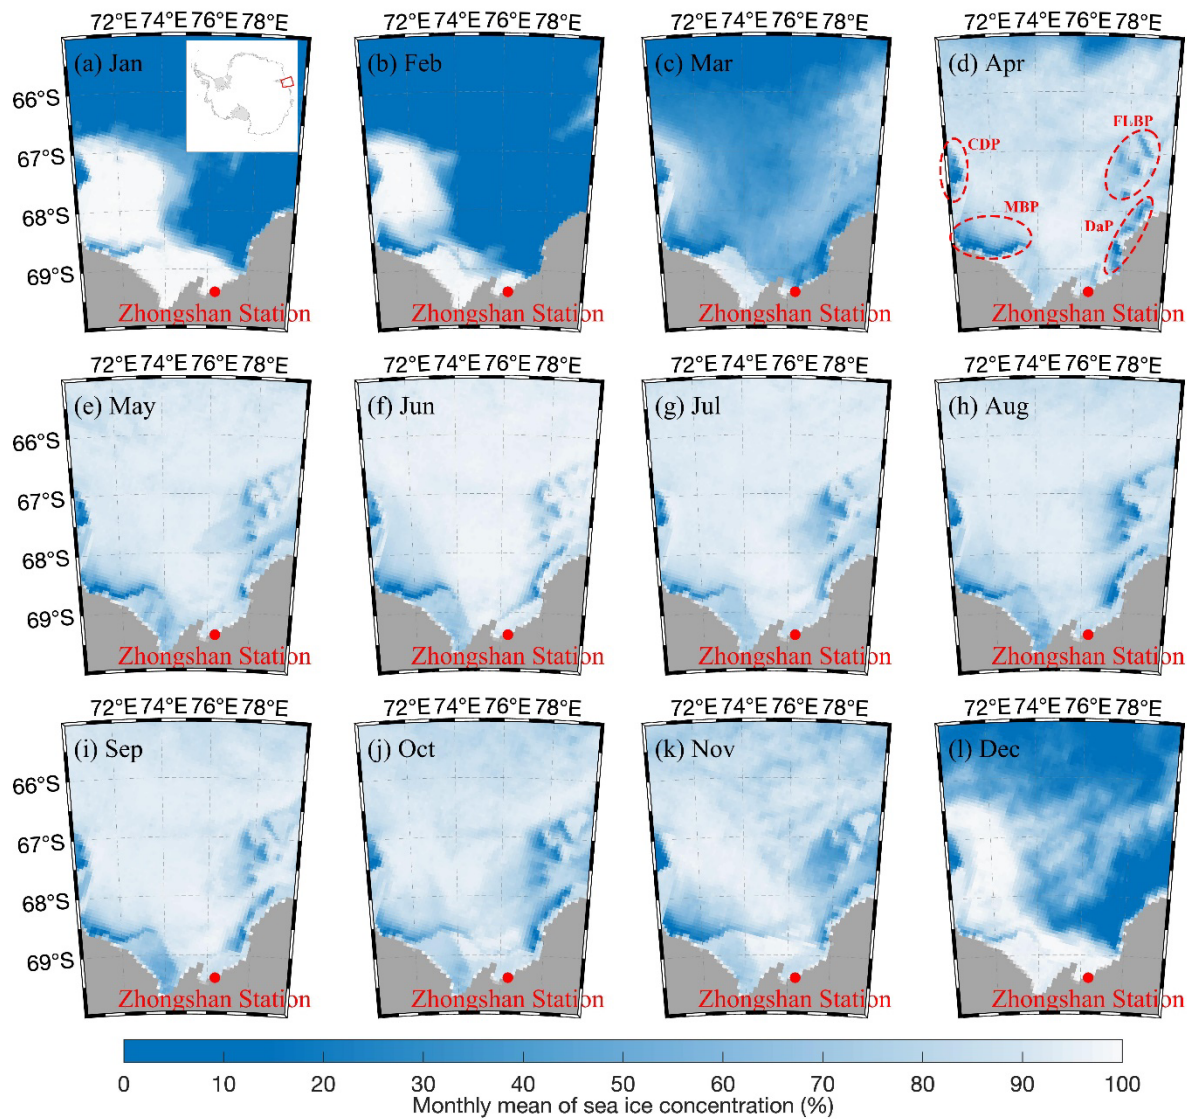 72°E 74°E 76°E 78°E 72°E 74°E 76°E 78°E 72°E 74°E 76°E 78°E 72°E 74°E 76°E 78°E
(a) Jan (b) Feb (c) Mar (d) Apr
66°S
67°S
68°S
69°S
CDP
FLBP
MBP
DaP
Zhongshan Station Zhongshan Station Zhongshan Station Zhongshan Station
72°E 74°E 76°E 78°E 72°E 74°E 76°E 78°E 72°E 74°E 76°E 78°E 72°E 74°E 76°E 78°E
(e) May (f) Jun (g) Jul (h) Aug
66°S
67°S
68°S
69°S
Zhongshan Station Zhongshan Station Zhongshan Station Zhongshan Station
72°E 74°E 76°E 78°E 72°E 74°E 76°E 78°E 72°E 74°E 76°E 78°E 72°E 74°E 76°E 78°E
(i) Sep (j) Oct (k) Nov (l) Dec
66°S
67°S
68°S
69°S
Zhongshan Station Zhongshan Station Zhongshan Station Zhongshan Station
0 10 20 30 40 50 60 70 80 90 100
Monthly mean of sea ice concentration (%)